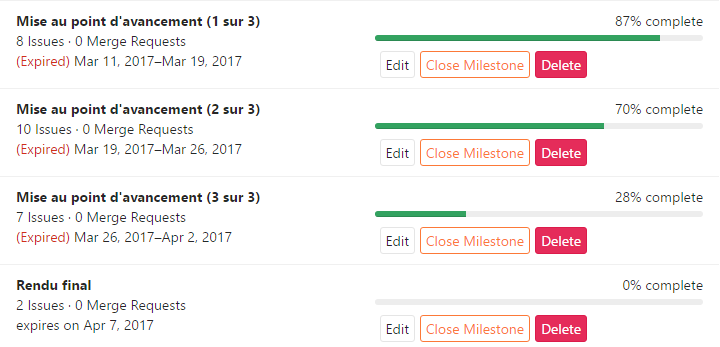 Mise au point d'avancement (1 sur 3)
87% complete
8 Issues · 0 Merge Requests
(Expired) Mar 11, 2017–Mar 19, 2017
Edit Close Milestone Delete
Mise au point d'avancement (2 sur 3)
70% complete
10 Issues · 0 Merge Requests
(Expired) Mar 19, 2017–Mar 26, 2017
Edit Close Milestone Delete
Mise au point d'avancement (3 sur 3)
28% complete
7 Issues · 0 Merge Requests
(Expired) Mar 26, 2017–Apr 2, 2017
Edit Close Milestone Delete
Rendu final
0% complete
2 Issues · 0 Merge Requests
expires on Apr 7, 2017
Edit Close Milestone Delete